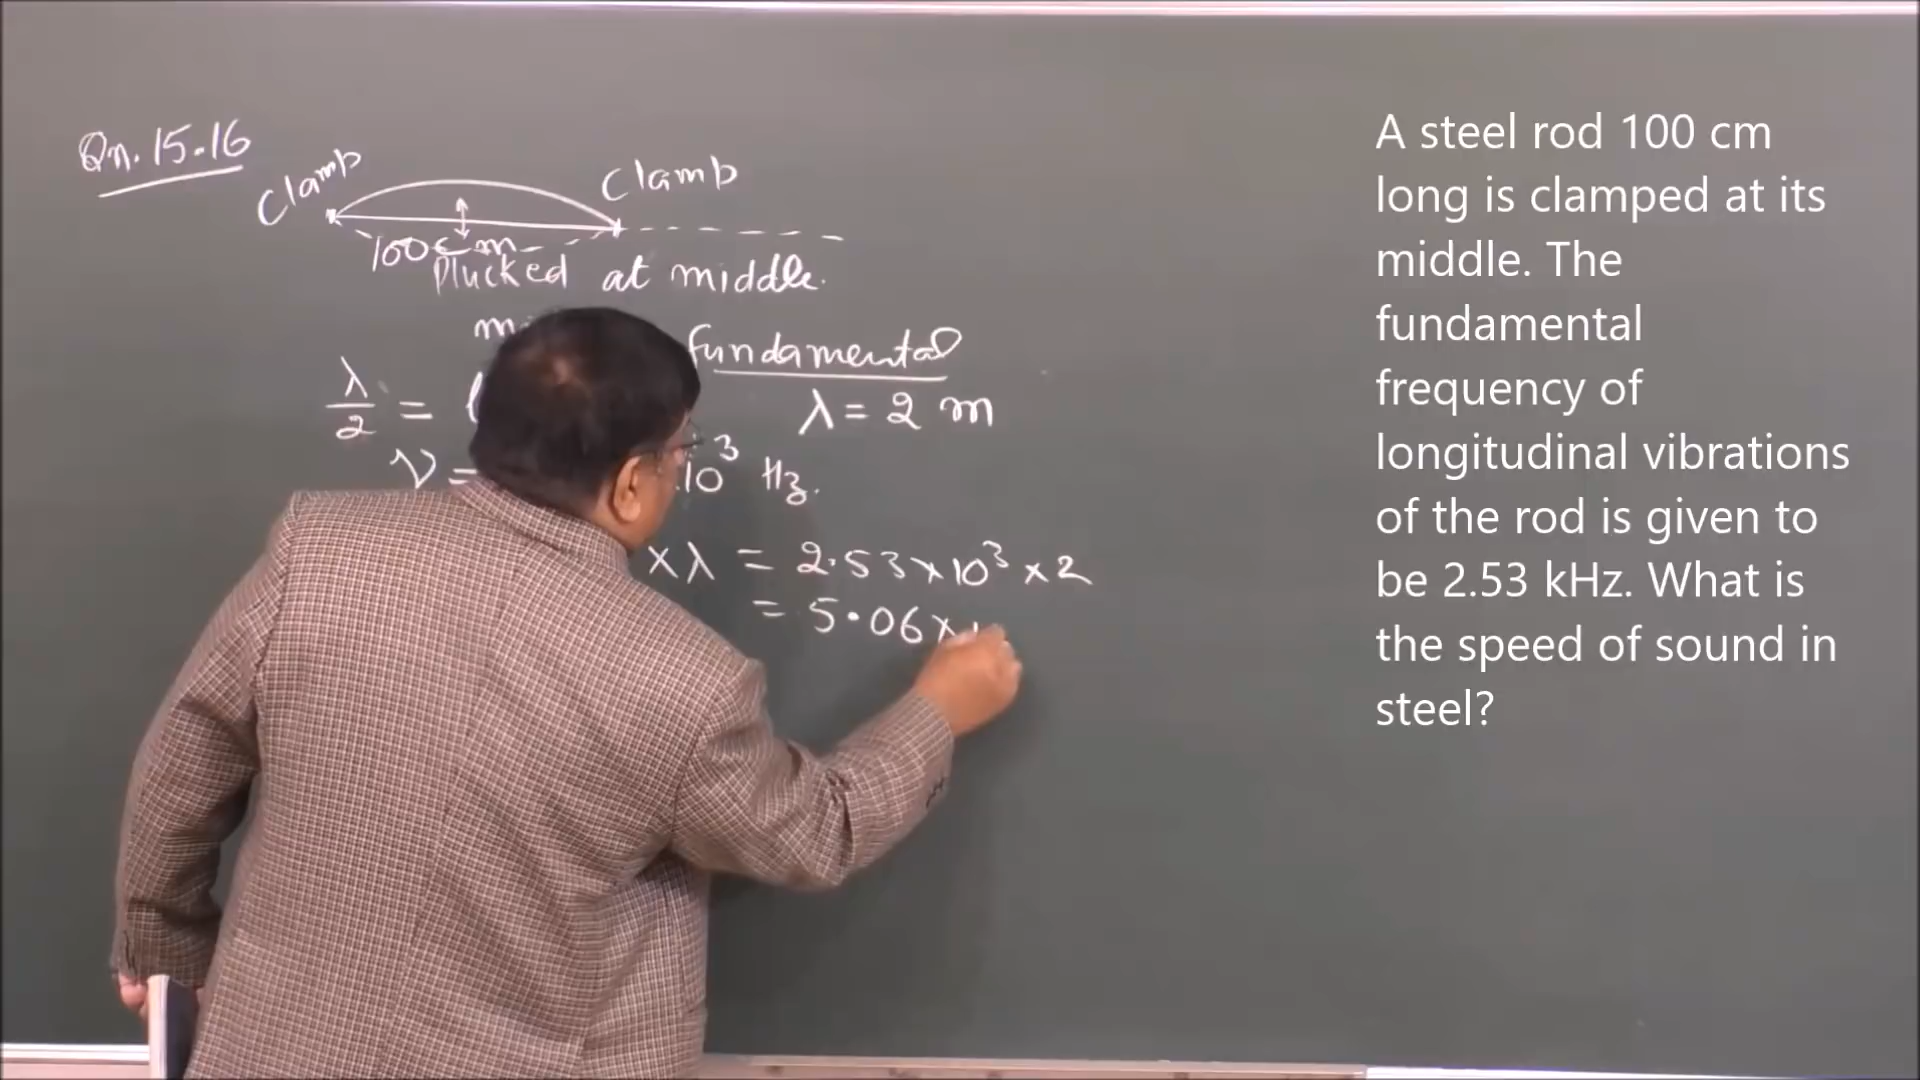 Qn. 15.16
Clamp
Clamp
100 cm
Plucked at middle.
fundamental
λ/2 =
λ = 2 m
ν =
10³ Hz.
× λ = 2.53 × 10³ × 2
= 5.06 ×
A steel rod 100 cm
long is clamped at its
middle. The
fundamental
frequency of
longitudinal vibrations
of the rod is given to
be 2.53 kHz. What is
the speed of sound in
steel?